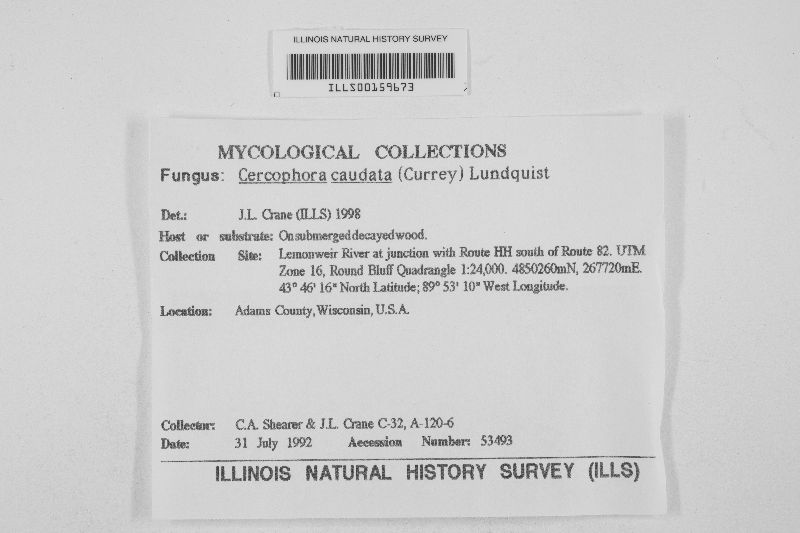 ILLINOIS NATURAL HISTORY SURVEY
ILLS00159673
MYCOLOGICAL COLLECTIONS
Fungus: Cercophora caudata (Currey) Lundquist
Det.: J.L. Crane (ILLS) 1998
Host or substrate: On submerged decayed wood.
Collection Site: Lemonweir River at junction with Route HH south of Route 82. UTM
Zone 16, Round Bluff Quadrangle 1:24,000. 4850260mN, 267720mE.
43° 46' 16" North Latitude; 89° 53' 10" West Longitude.
Location: Adams County, Wisconsin, U.S.A.
Collector: C.A. Shearer & J.L. Crane C-32, A-120-6
Date: 31 July 1992 Accession Number: 53493
ILLINOIS NATURAL HISTORY SURVEY (ILLS)